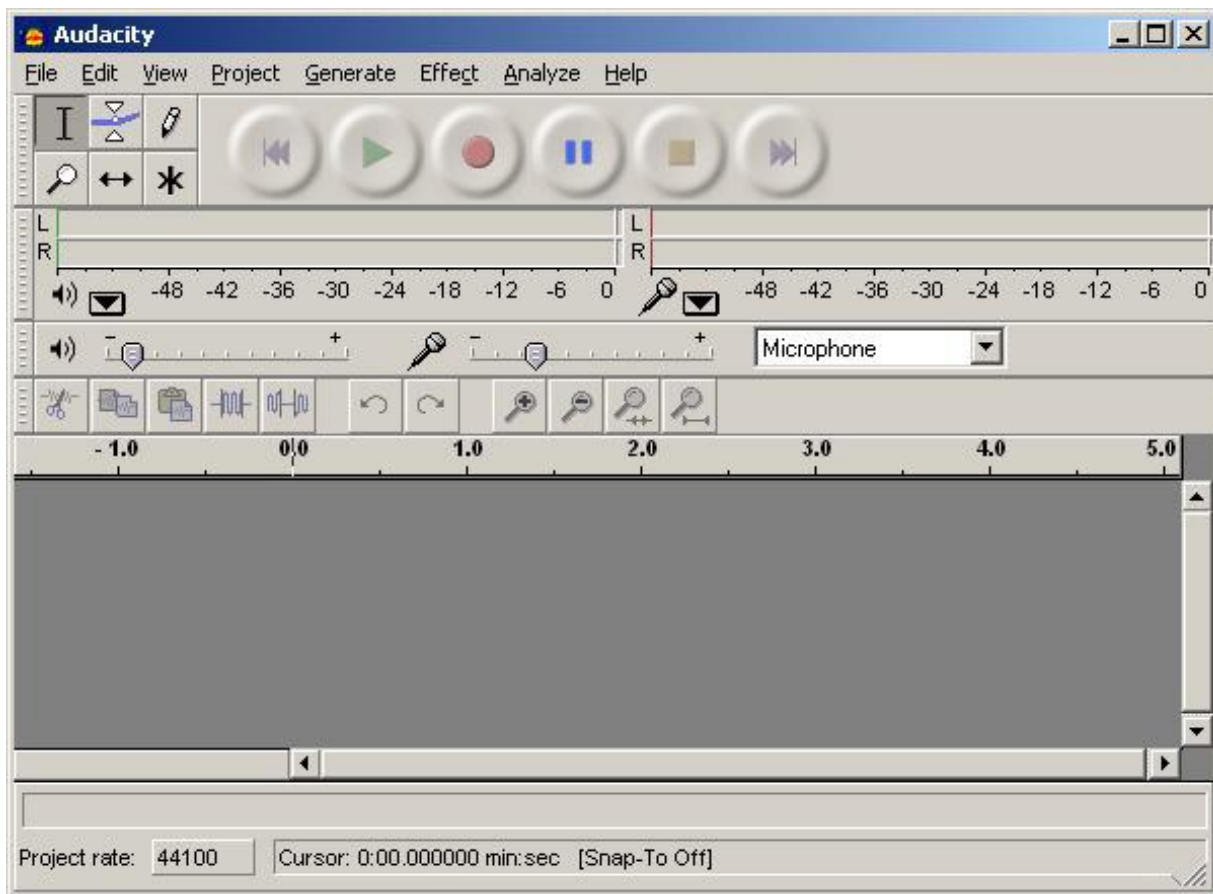 Audacity
File Edit View Project Generate Effect Analyze Help
L L
R R
-48 -42 -36 -30 -24 -18 -12 -6 0 -48 -42 -36 -30 -24 -18 -12 -6 0
- + - + Microphone
- 1.0 0.0 1.0 2.0 3.0 4.0 5.0
Project rate: 44100 Cursor: 0:00.000000 min:sec [Snap-To Off]